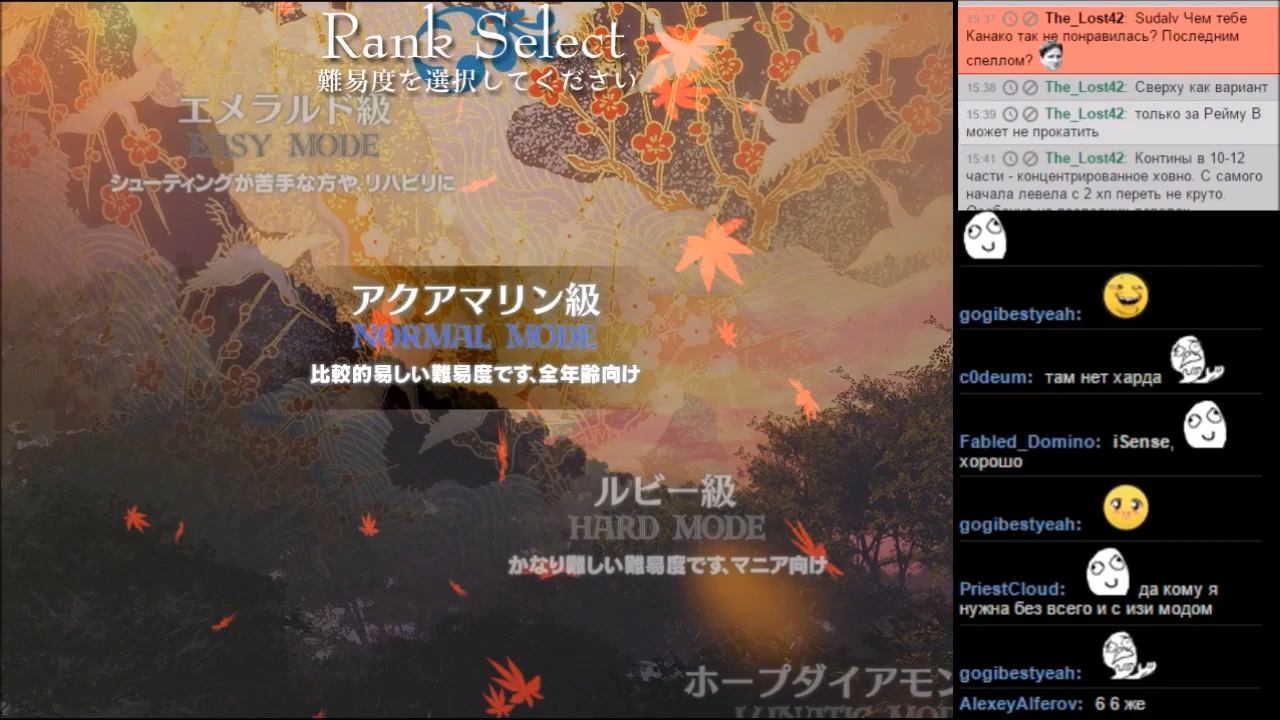 Rank Select
難易度を選択してください
エメラルド級
EASY MODE
シューティングが苦手な方や、リハビリに
アクアマリン級
NORMAL MODE
比較的易しい難易度です、全年齢向け
ルビー級
HARD MODE
かなり難しい難易度です、マニア向け
ホープダイアモン
LUNATIC MOD
15:37 The_Lost42: Sudalv Чем тебе
Канако так не понравилась? Последним
спеллом?
15:38 The_Lost42: Сверху как вариант
15:39 The_Lost42: только за Рейму В
может не прокатить
15:41 The_Lost42: Контины в 10-12
части - концентрированное ховно. С самого
начала левела с 2 хп переть не круто.
gogibestyeah:
c0deum: там нет харда
Fabled_Domino: iSense,
хорошо
gogibestyeah:
PriestCloud: да кому я
нужна без всего и с изи модом
gogibestyeah:
AlexeyAlferov: 6 6 же